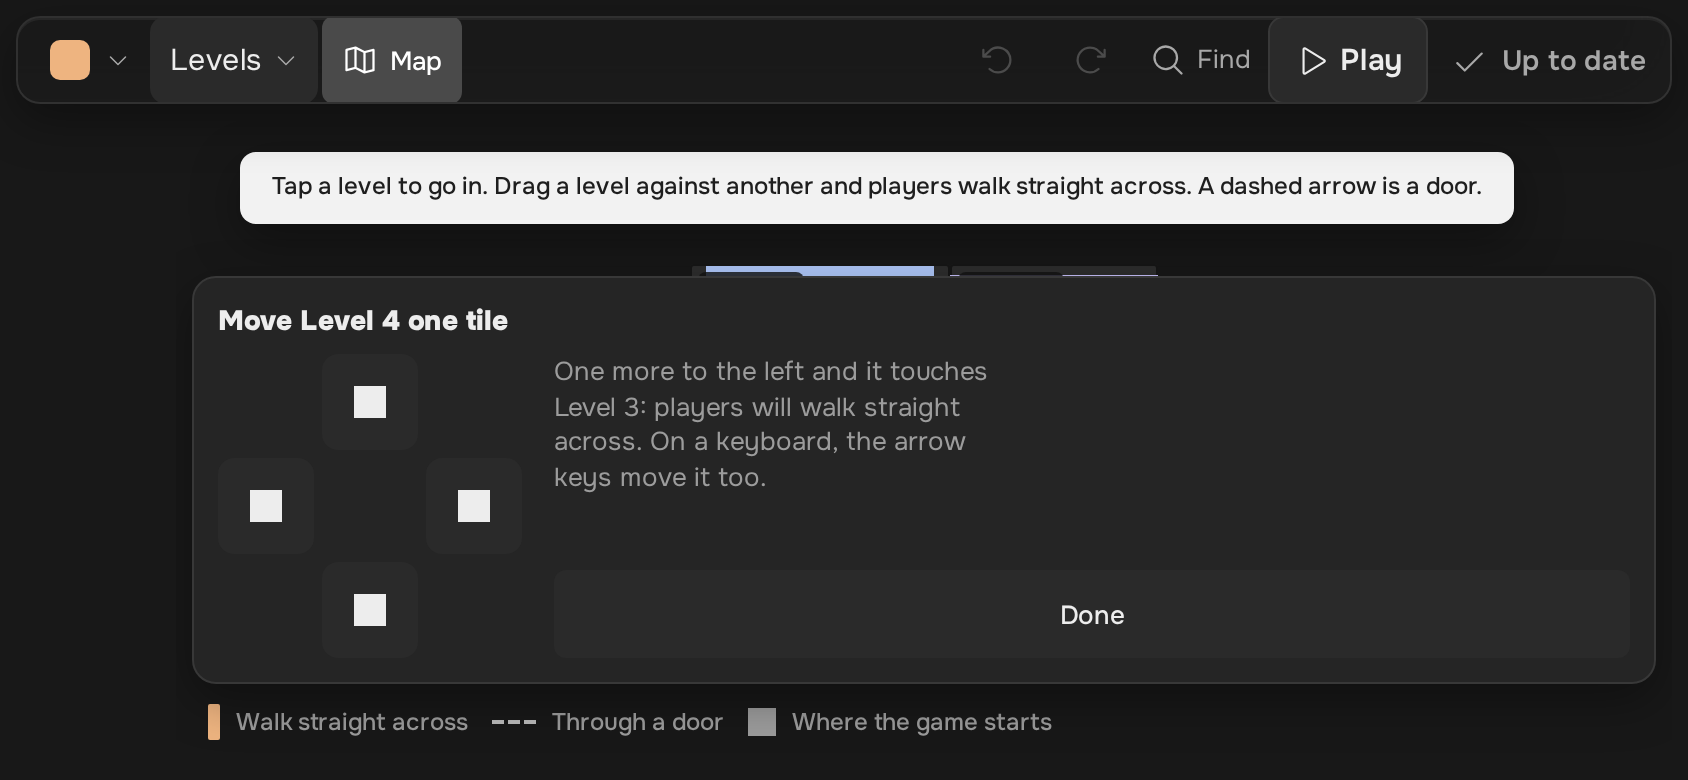 Levels
Map
Find
Play
Up to date
Tap a level to go in. Drag a level against another and players walk straight across. A dashed arrow is a door.
Move Level 4 one tile
One more to the left and it touches
Level 3: players will walk straight
across. On a keyboard, the arrow
keys move it too.
Done
Walk straight across
Through a door
Where the game starts